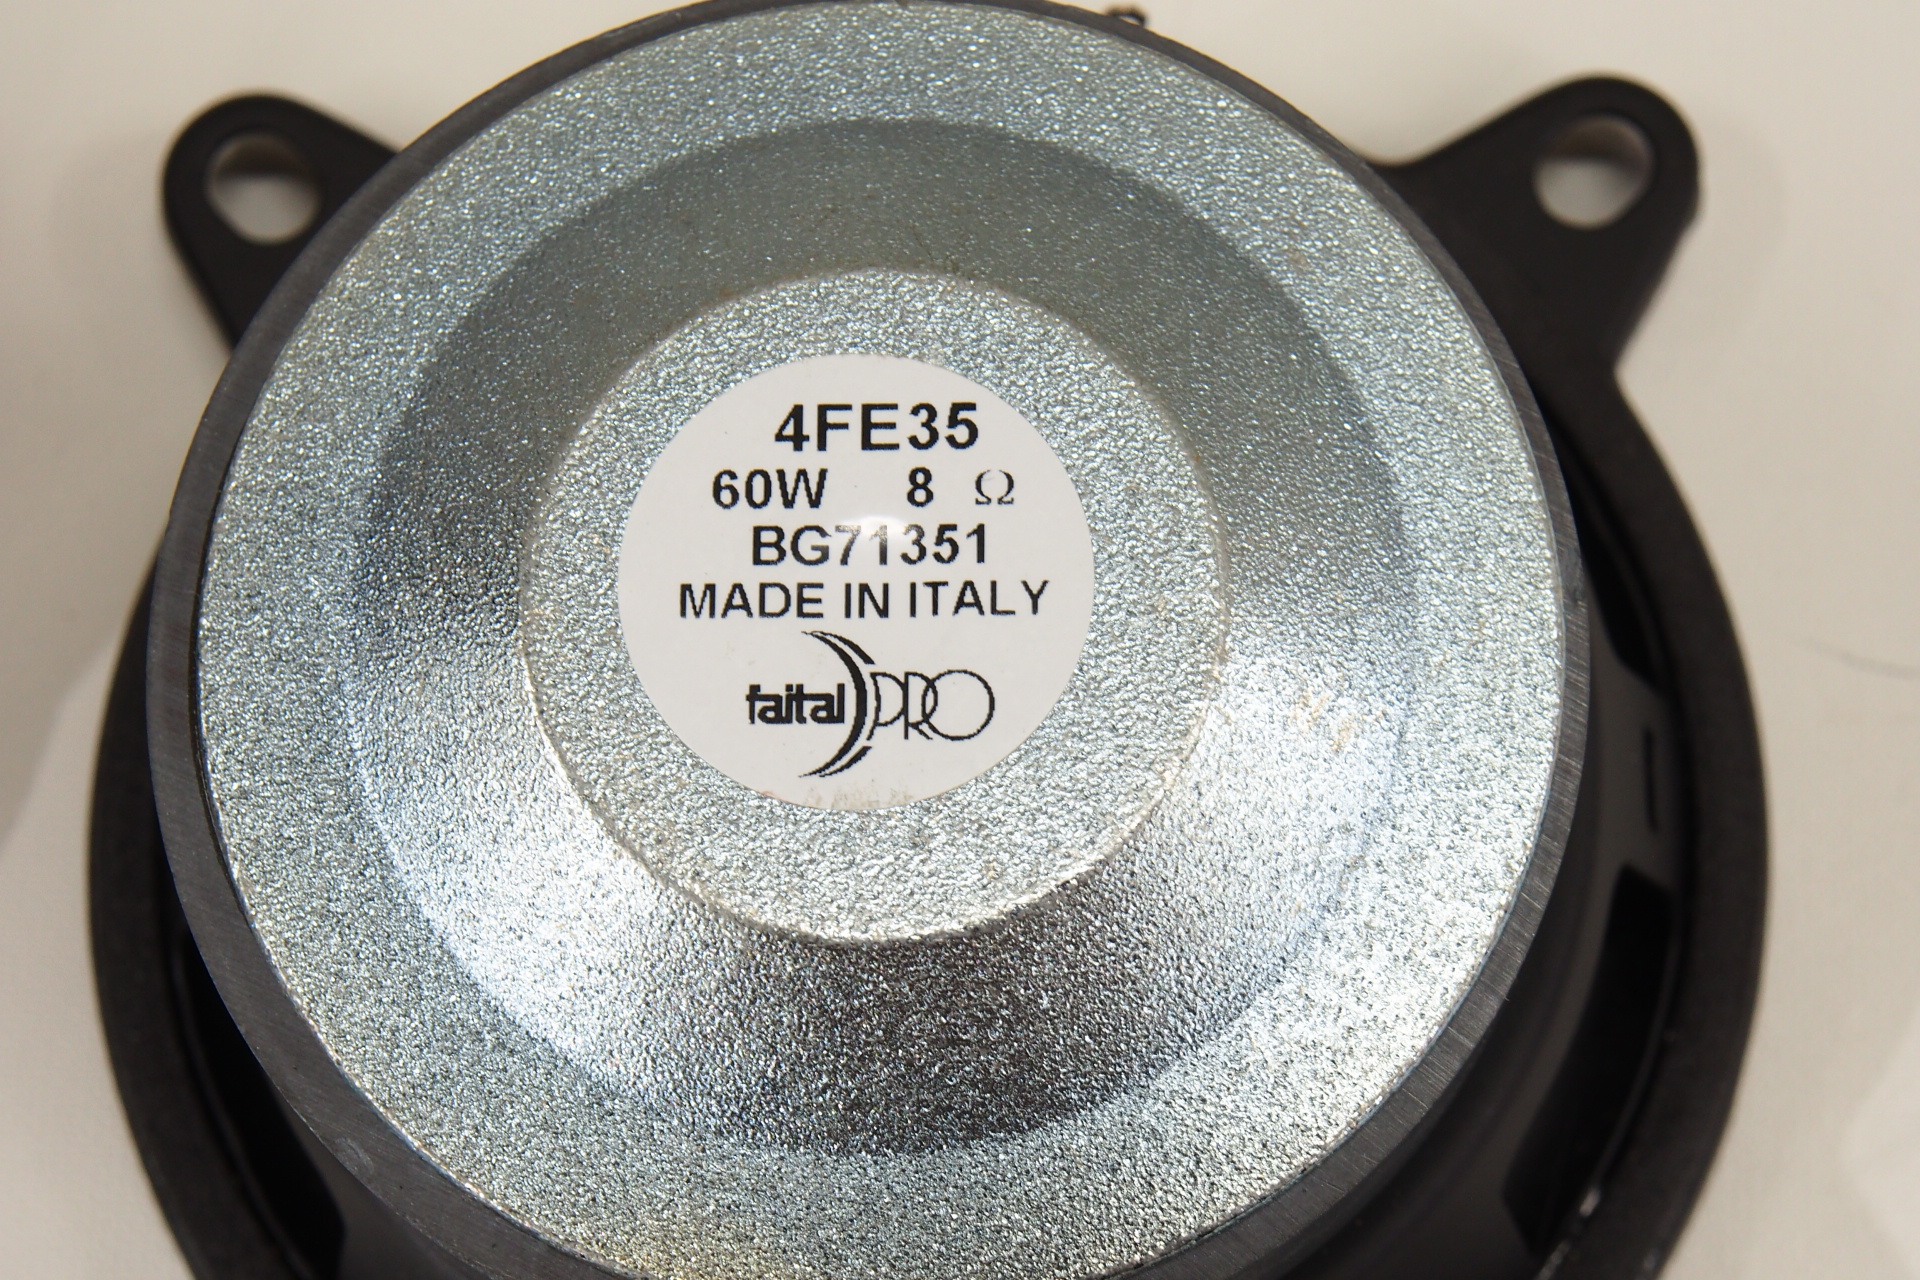 4FE35
60W 8 Ω
BG71351
MADE IN ITALY
faital PRO